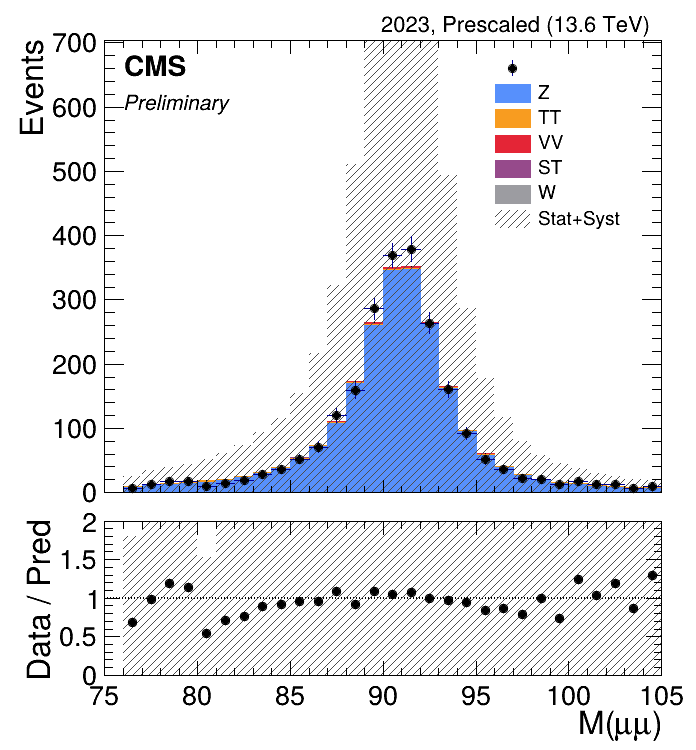 2023, Prescaled (13.6 TeV)
CMS
Preliminary
Events
700
600
500
400
300
200
100
0
Z
TT
VV
ST
W
Stat+Syst
Data / Pred
2
1.5
1
0.5
0
75 80 85 90 95 100 105
M(μμ)